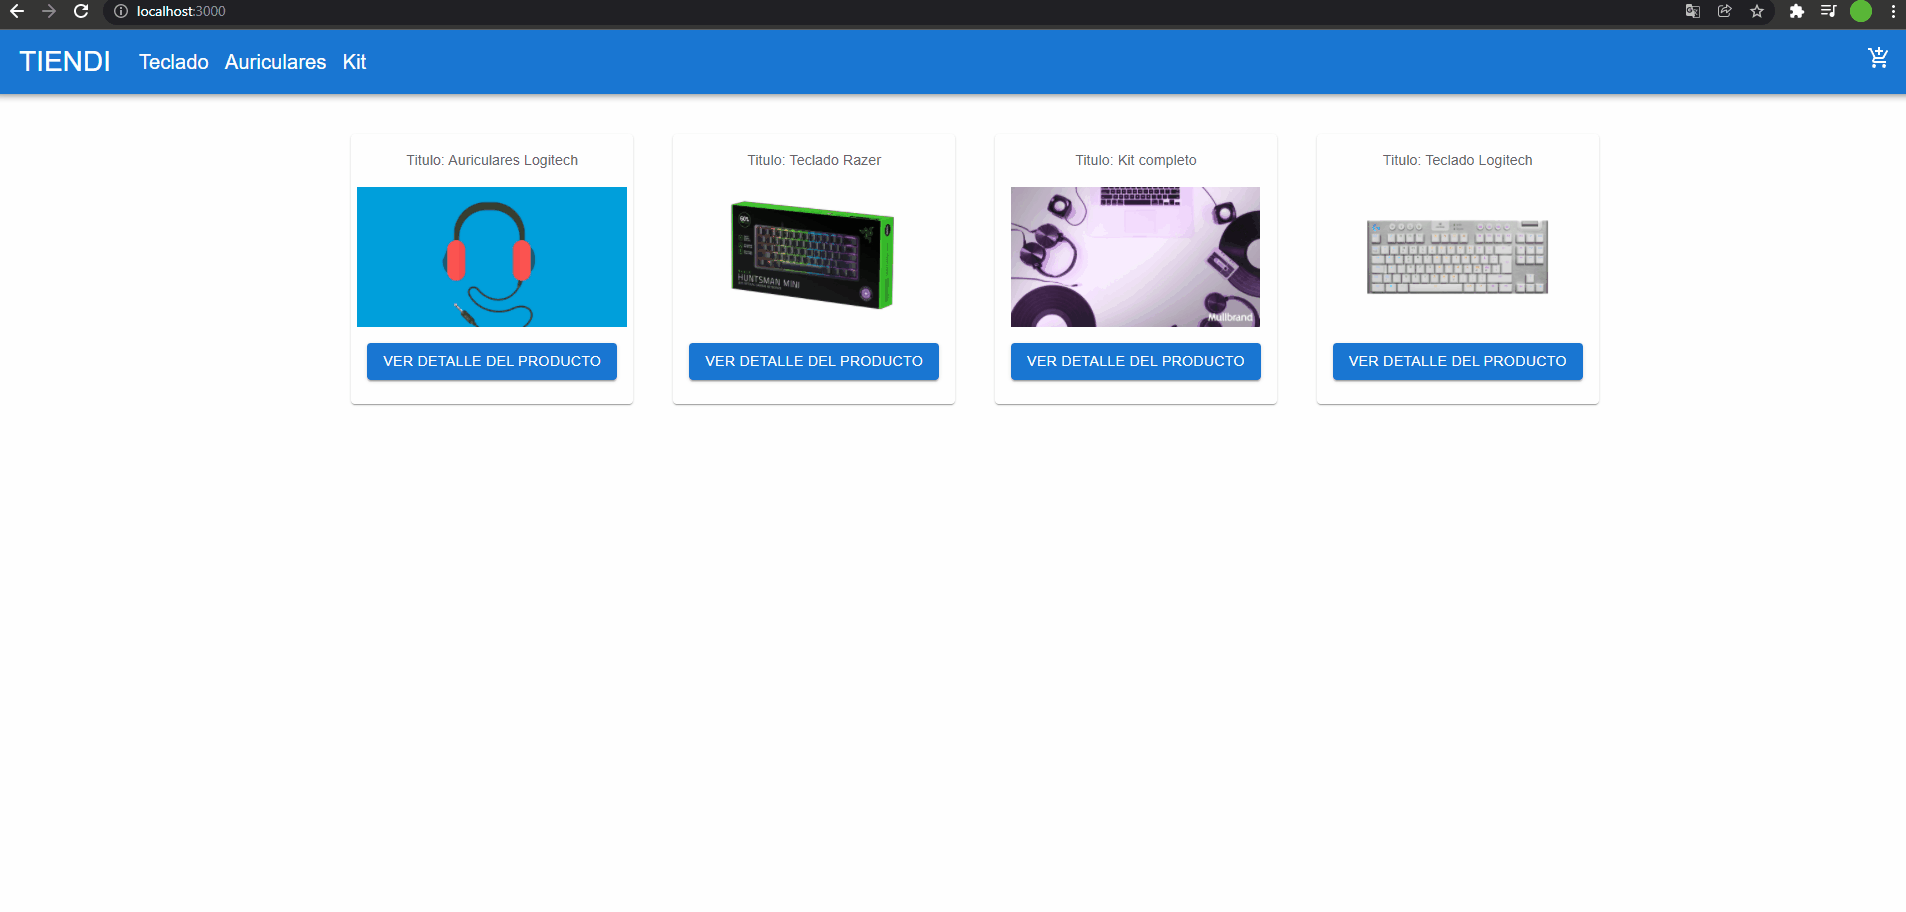 localhost:3000
TIENDI Teclado Auriculares Kit
Titulo: Auriculares Logitech
Titulo: Teclado Razer
Titulo: Kit completo
Titulo: Teclado Logitech
HUNTSMAN MINI
Mullbrand
VER DETALLE DEL PRODUCTO
VER DETALLE DEL PRODUCTO
VER DETALLE DEL PRODUCTO
VER DETALLE DEL PRODUCTO